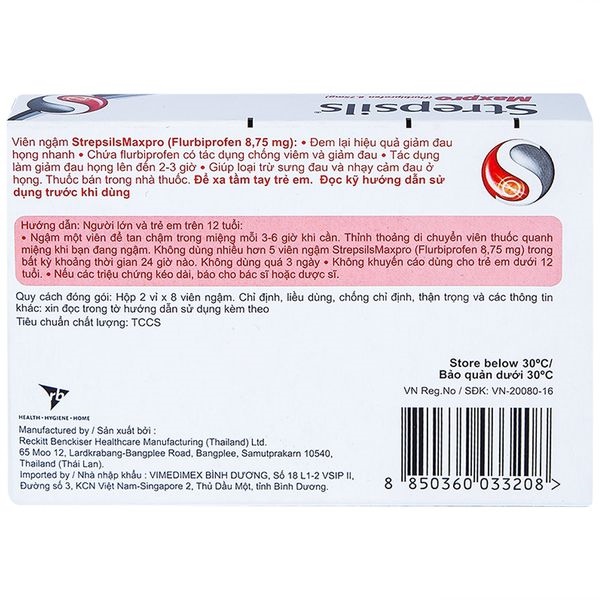 Strepsils
Maxpro (Flurbiprofen 8,75mg)
Viên ngậm StrepsilsMaxpro (Flurbiprofen 8,75 mg): • Đem lại hiệu quả giảm đau
họng nhanh • Chứa flurbiprofen có tác dụng chống viêm và giảm đau • Tác dụng
làm giảm đau họng lên đến 2-3 giờ • Giúp loại trừ sưng đau và nhạy cảm đau ở
họng. Thuốc bán trong nhà thuốc. Để xa tầm tay trẻ em. Đọc kỹ hướng dẫn sử
dụng trước khi dùng
Hướng dẫn: Người lớn và trẻ em trên 12 tuổi:
• Ngậm một viên để tan chậm trong miệng mỗi 3-6 giờ khi cần. Thỉnh thoảng di chuyển viên thuốc quanh
miệng khi bạn đang ngậm. Không dùng nhiều hơn 5 viên ngậm StrepsilsMaxpro (Flurbiprofen 8,75 mg) trong
bất kỳ khoảng thời gian 24 giờ nào. Không dùng quá 3 ngày • Không khuyến cáo dùng cho trẻ em dưới 12
tuổi. • Nếu các triệu chứng kéo dài, báo cho bác sĩ hoặc dược sĩ.
Quy cách đóng gói: Hộp 2 vỉ x 8 viên ngậm. Chỉ định, liều dùng, chống chỉ định, thận trọng và các thông tin
khác: xin đọc trong tờ hướng dẫn sử dụng kèm theo
Tiêu chuẩn chất lượng: TCCS
Store below 30ºC/
Bảo quản dưới 30ºC
VN Reg.No / SĐK: VN-20080-16
rb
HEALTH • HYGIENE • HOME
Manufactured by / Sản xuất bởi :
Reckitt Benckiser Healthcare Manufacturing (Thailand) Ltd.
65 Moo 12, Lardkrabang-Bangplee Road, Bangplee, Samutprakarn 10540,
Thailand (Thái Lan).
Imported by / Nhà nhập khẩu : VIMEDIMEX BÌNH DƯƠNG, Số 18 L1-2 VSIP II,
Đường số 3, KCN Việt Nam-Singapore 2, Thủ Dầu Một, tỉnh Bình Dương.
8 850360 033208 >